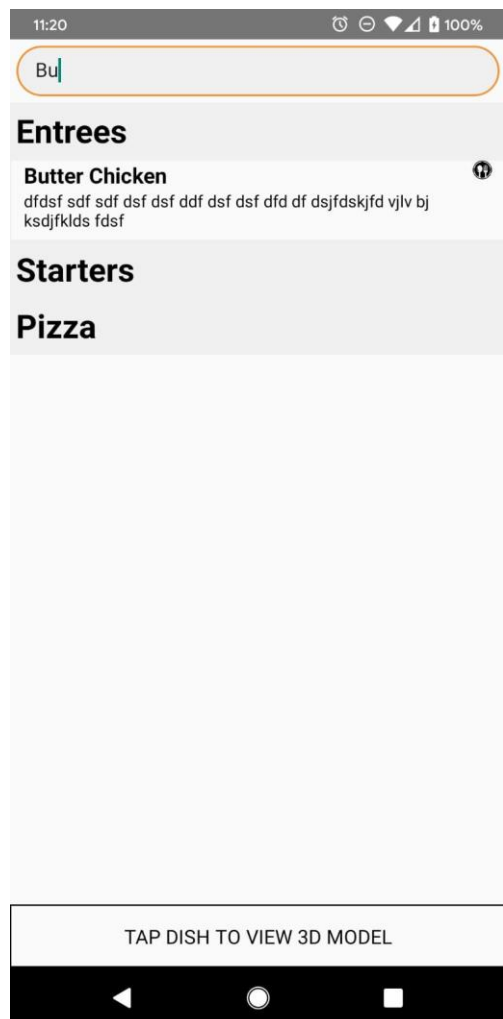 11:20
100%
Bu
Entrees
Butter Chicken
dfdsf sdf sdf dsf dsf ddf dsf dsf dfd df dsjfdskjfd vjlv bj
ksdjfklds fdsf
Starters
Pizza
TAP DISH TO VIEW 3D MODEL